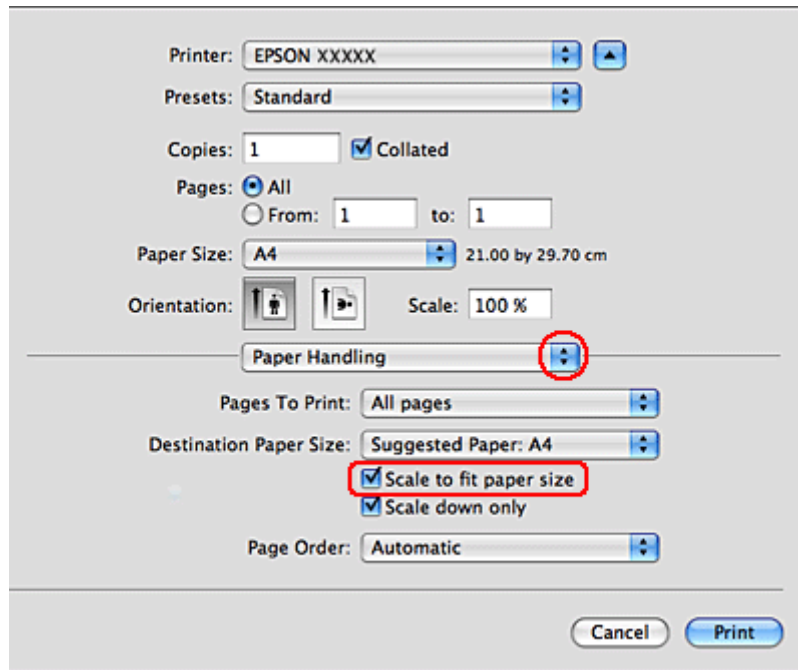 Printer: EPSON XXXXX
Presets: Standard
Copies: 1 Collated
Pages: All
From: 1 to: 1
Paper Size: A4 21.00 by 29.70 cm
Orientation: Scale: 100 %
Paper Handling
Pages To Print: All pages
Destination Paper Size: Suggested Paper: A4
Scale to fit paper size
Scale down only
Page Order: Automatic
Cancel Print